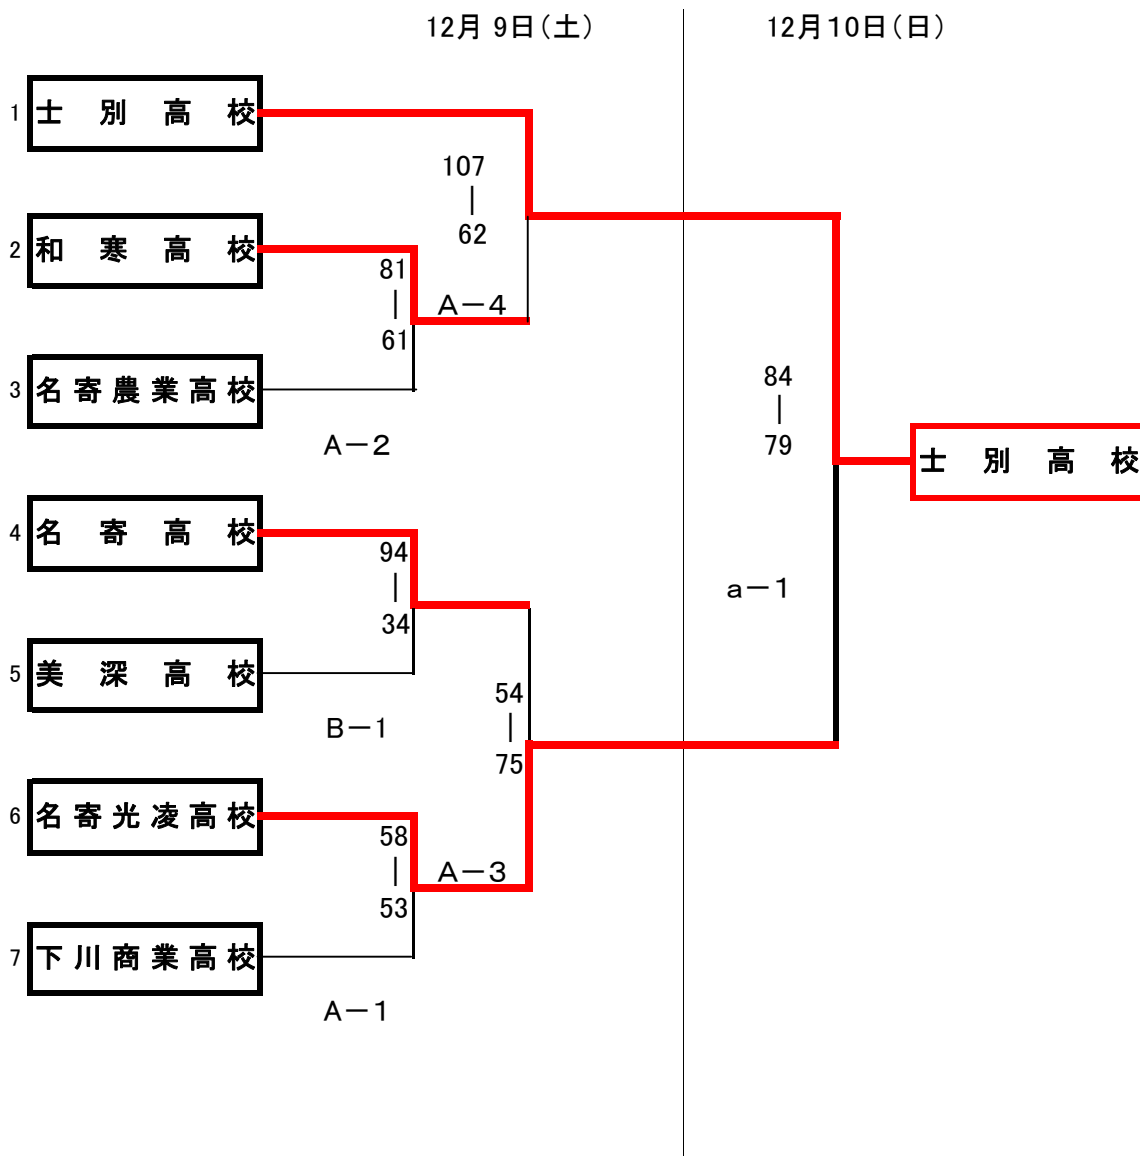 12月 9日(土)
12月10日(日)
1 士別高校
107
|
62
2 和寒高校
81
|
61
A-4
3 名寄農業高校
A-2
84
|
79
士別高校
4 名寄高校
94
|
34
a-1
5 美深高校
B-1
54
|
75
6 名寄光凌高校
58
|
53
A-3
7 下川商業高校
A-1